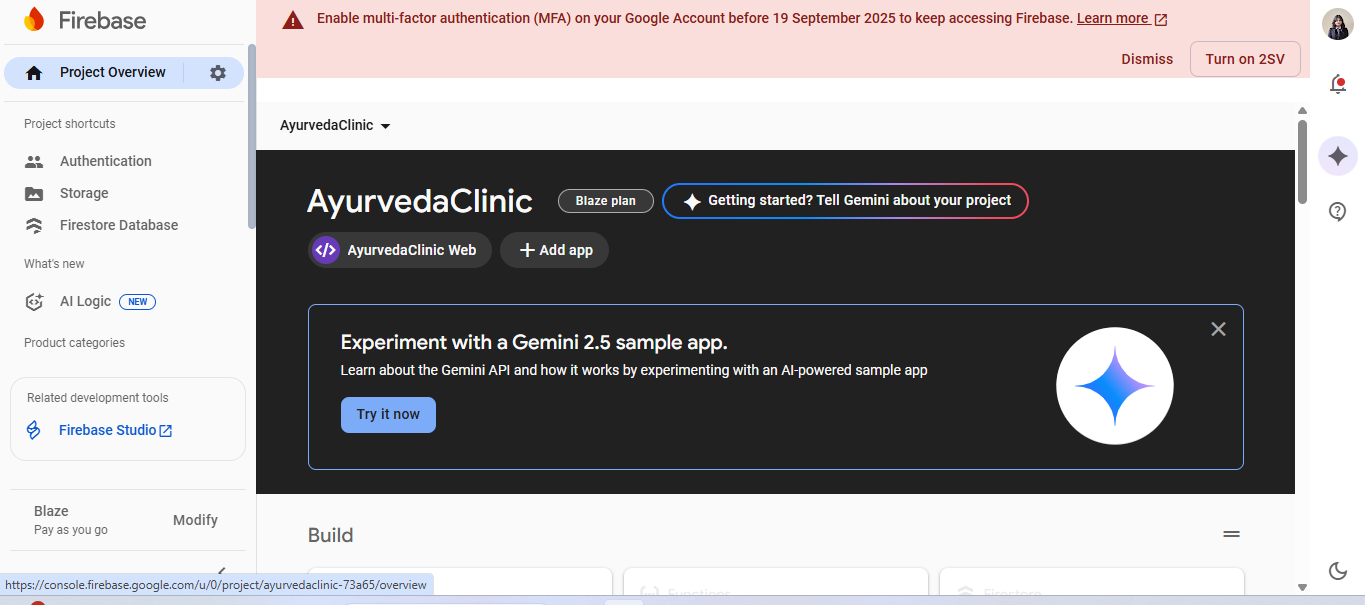 Firebase
Enable multi-factor authentication (MFA) on your Google Account before 19 September 2025 to keep accessing Firebase. Learn more
Dismiss
Turn on 2SV
Project Overview
Project shortcuts
Authentication
Storage
Firestore Database
What's new
AI Logic NEW
Product categories
Related development tools
Firebase Studio
Blaze
Pay as you go
Modify
AyurvedaClinic
AyurvedaClinic
Blaze plan
Getting started? Tell Gemini about your project
AyurvedaClinic Web
Add app
Experiment with a Gemini 2.5 sample app.
Learn about the Gemini API and how it works by experimenting with an AI-powered sample app
Try it now
Build
Functions
Firestore
https://console.firebase.google.com/u/0/project/ayurvedaclinic-73a65/overview